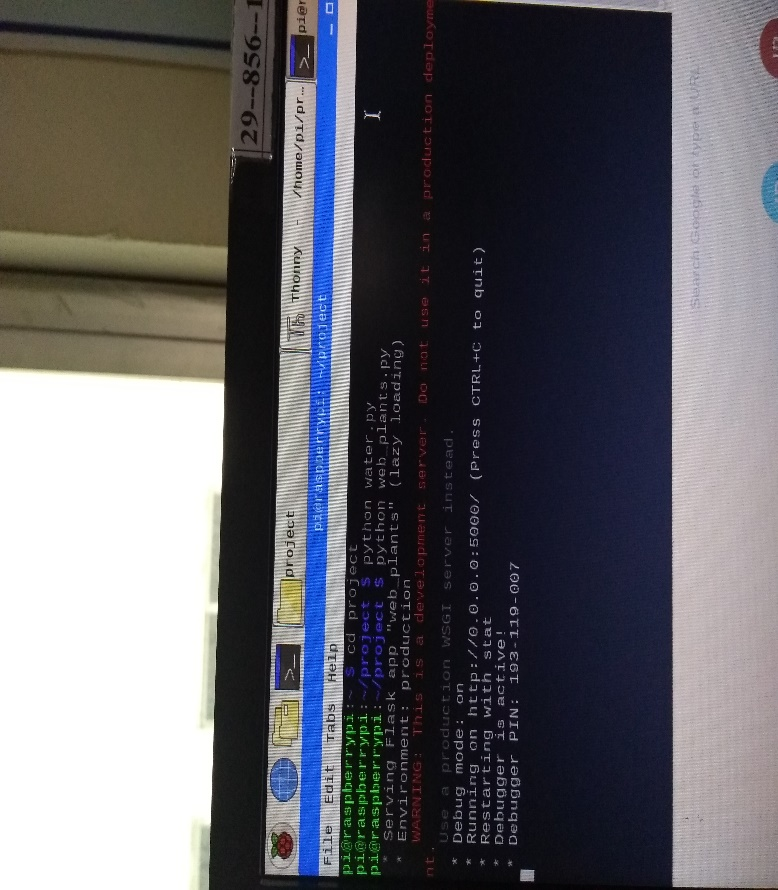 29--856--1
project
Thonny - /home/pi/pr...
pi@r
pi@raspberrypi: ~/project
File Edit Tabs Help
pi@raspberrypi:~ $ cd project
pi@raspberrypi:~/project $ python water.py
pi@raspberrypi:~/project $ python web_plants.py
* Serving Flask app "web_plants" (lazy loading)
* Environment: production
WARNING: This is a development server. Do not use it in a production deployme
nt.
Use a production WSGI server instead.
* Debug mode: on
* Running on http://0.0.0.0:5000/ (Press CTRL+C to quit)
* Restarting with stat
* Debugger is active!
* Debugger PIN: 193-119-007
Search Google or type a URL